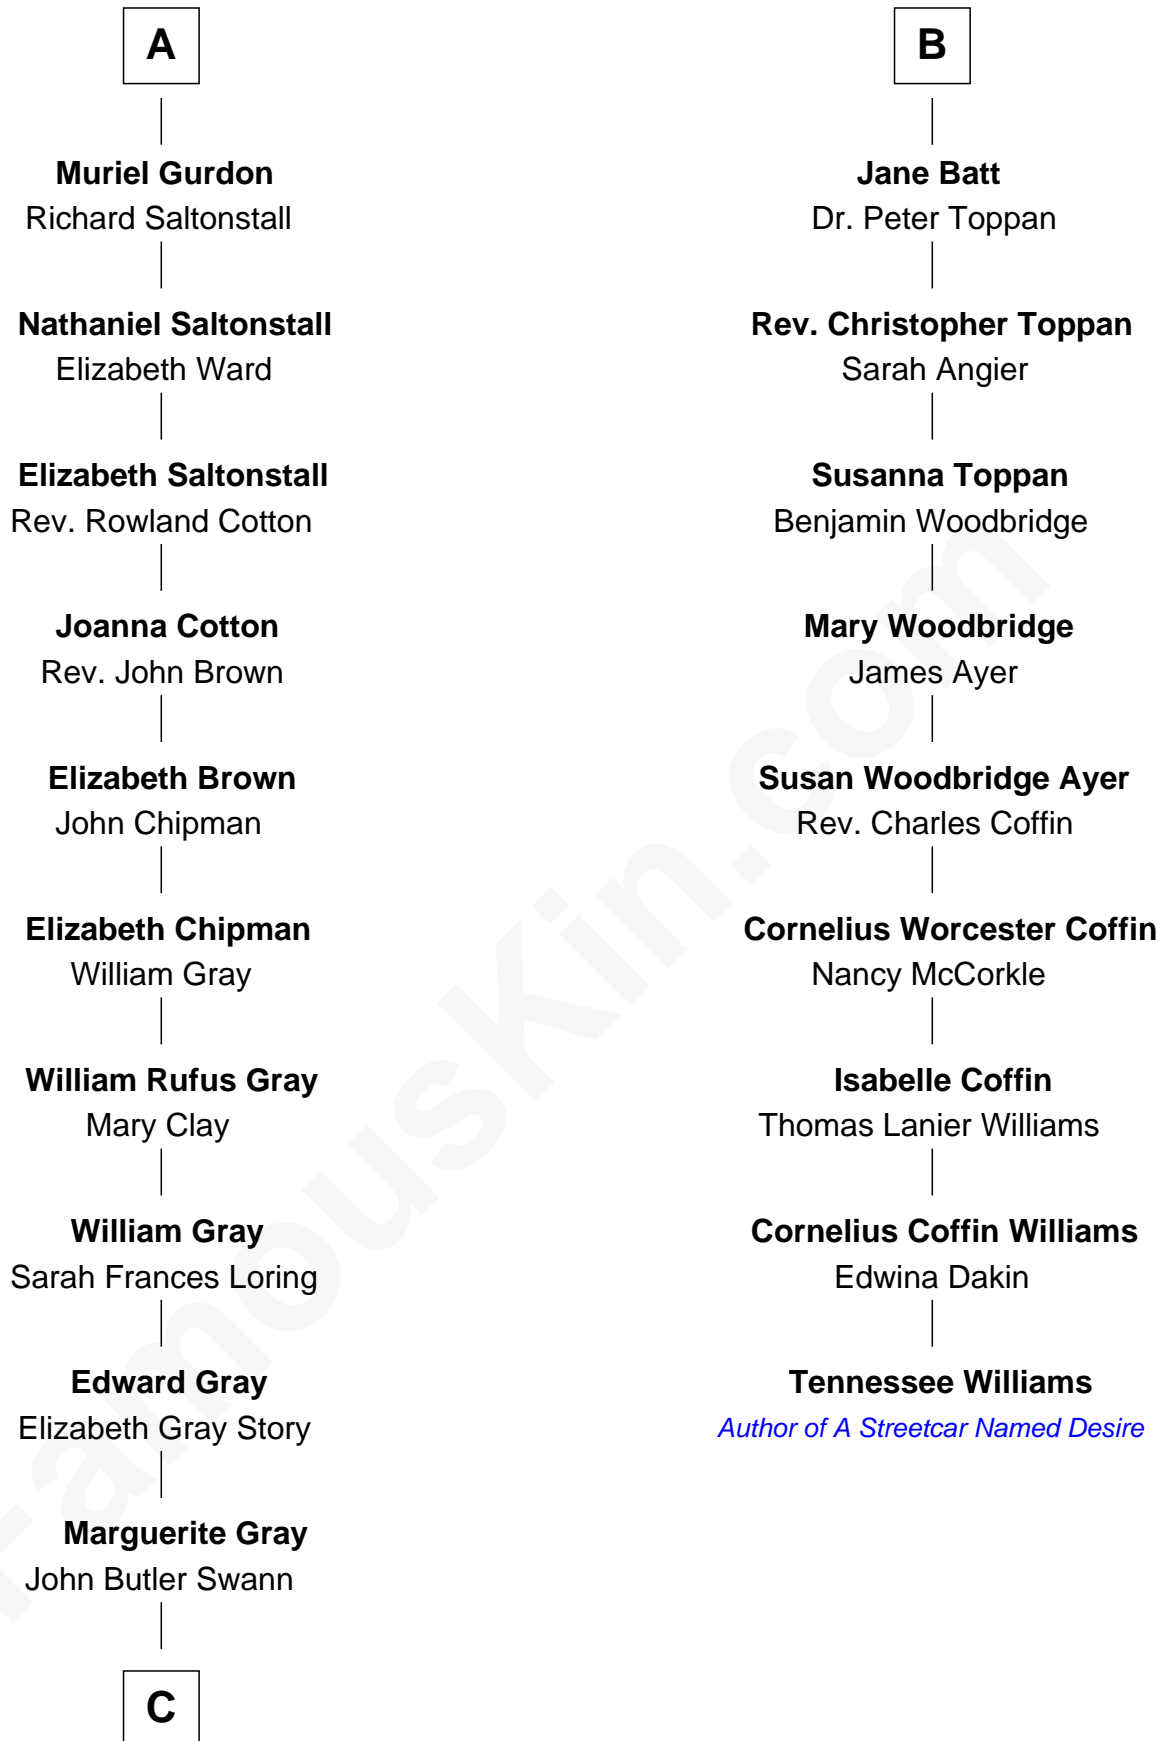 A
Muriel Gurdon
Richard Saltonstall
Nathaniel Saltonstall
Elizabeth Ward
Elizabeth Saltonstall
Rev. Rowland Cotton
Joanna Cotton
Rev. John Brown
Elizabeth Brown
John Chipman
Elizabeth Chipman
William Gray
William Rufus Gray
Mary Clay
William Gray
Sarah Frances Loring
Edward Gray
Elizabeth Gray Story
Marguerite Gray
John Butler Swann
C
B
Jane Batt
Dr. Peter Toppan
Rev. Christopher Toppan
Sarah Angier
Susanna Toppan
Benjamin Woodbridge
Mary Woodbridge
James Ayer
Susan Woodbridge Ayer
Rev. Charles Coffin
Cornelius Worcester Coffin
Nancy McCorkle
Isabelle Coffin
Thomas Lanier Williams
Cornelius Coffin Williams
Edwina Dakin
Tennessee Williams
Author of A Streetcar Named Desire
FamousKin.com